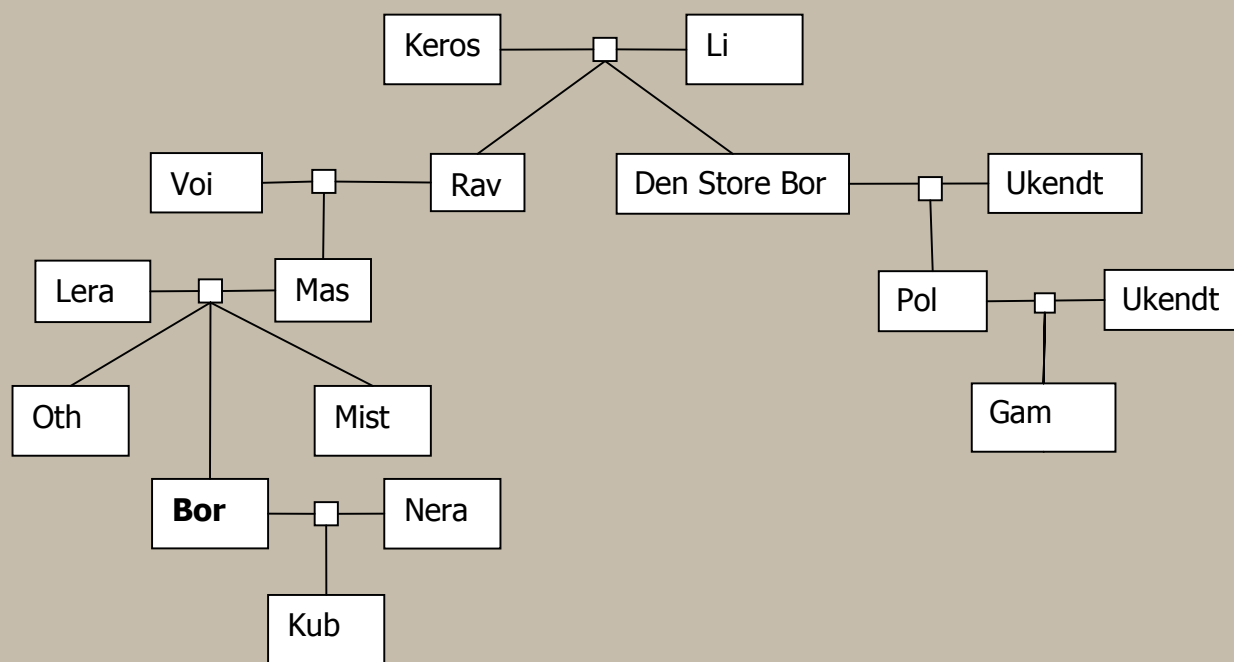 Keros
Li
Voi
Rav
Den Store Bor
Ukendt
Lera
Mas
Pol
Ukendt
Oth
Mist
Gam
Bor
Nera
Kub